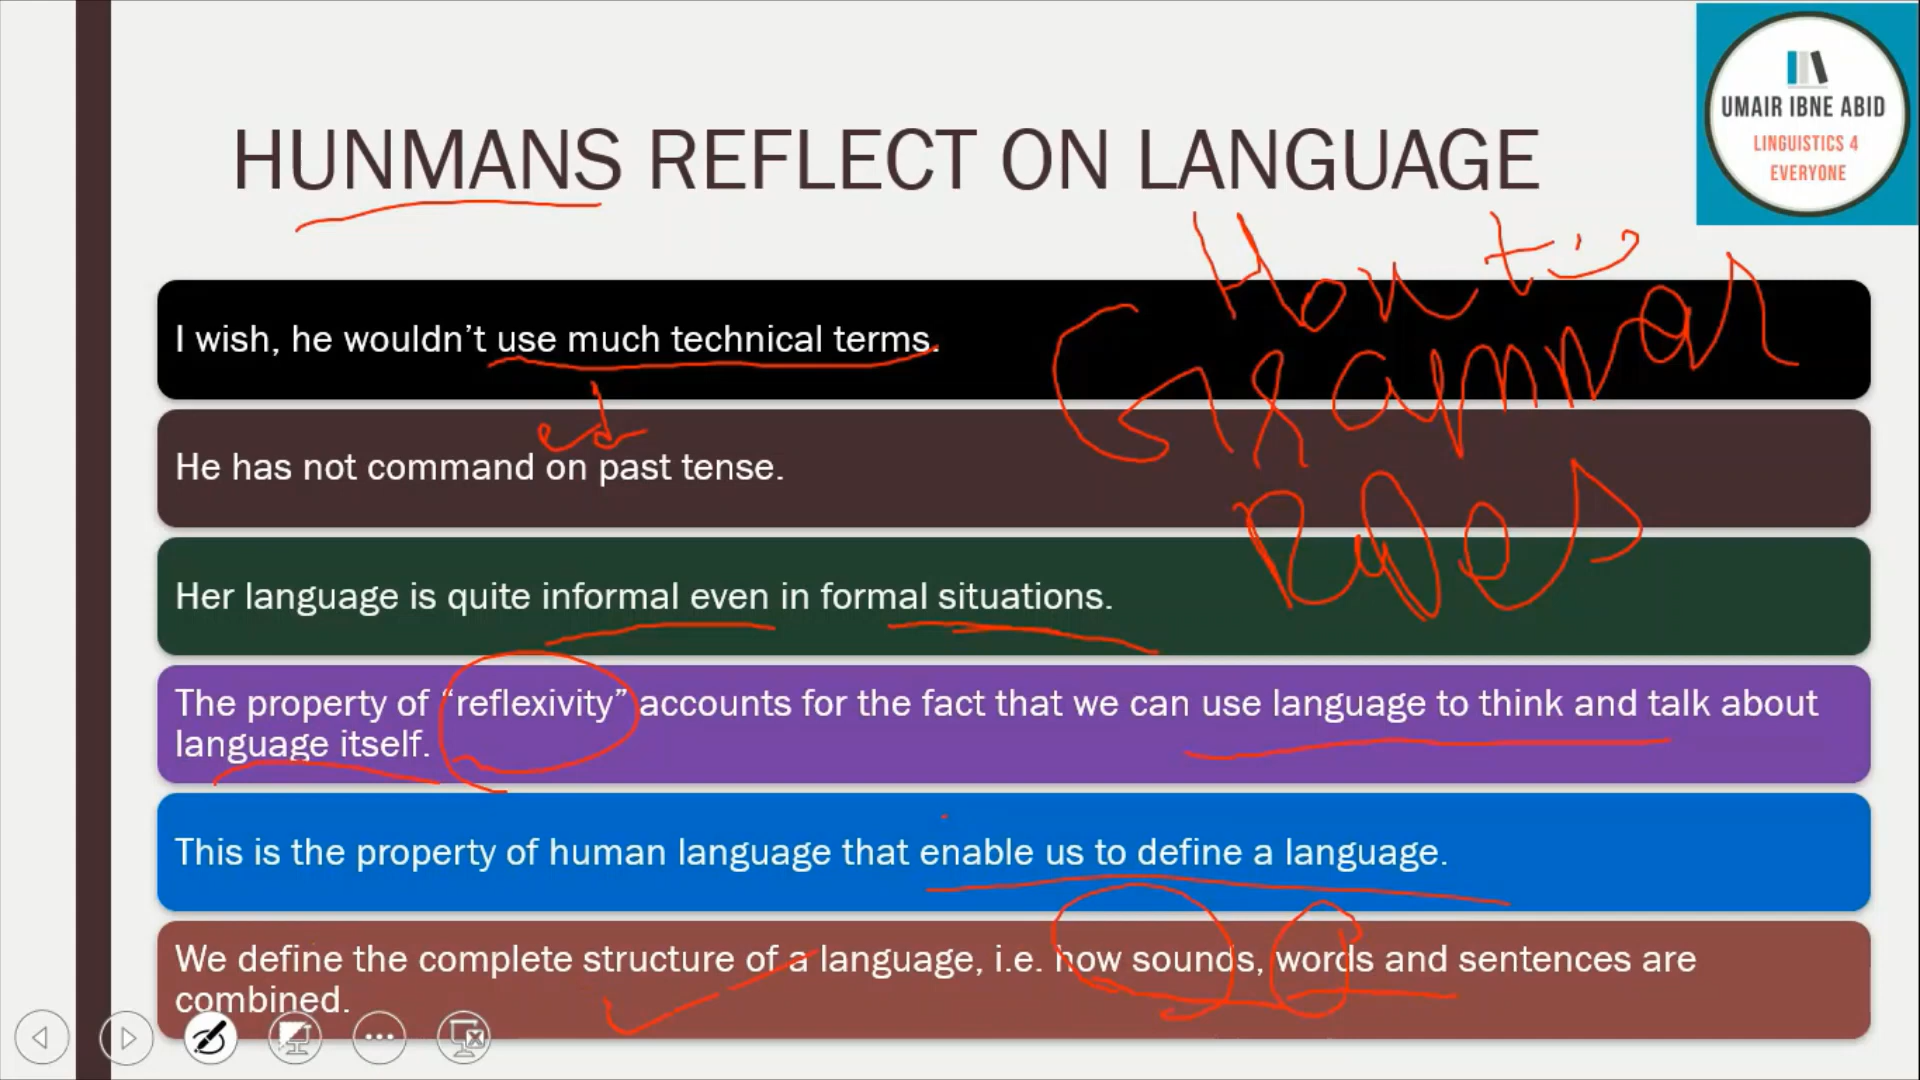 HUNMANS REFLECT ON LANGUAGE
UMAIR IBNE ABID
LINGUISTICS 4
EVERYONE
How to
Grammar
I wish, he wouldn’t use much technical terms.
ed
He has not command on past tense.
Her language is quite informal even in formal situations.
The property of “reflexivity” accounts for the fact that we can use language to think and talk about
language itself.
This is the property of human language that enable us to define a language.
We define the complete structure of a language, i.e. how sounds, words and sentences are
combined.